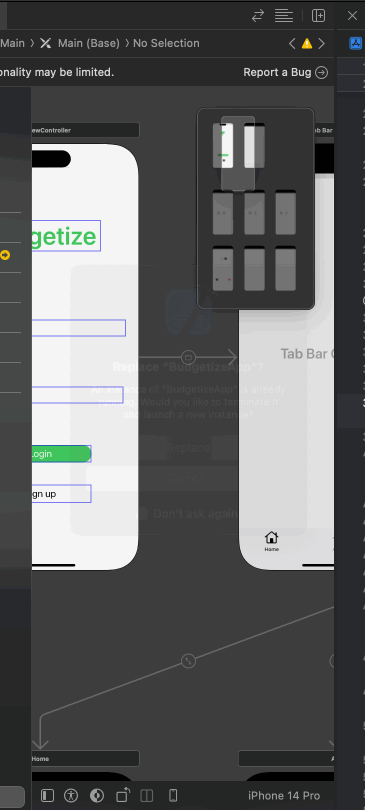 Main 〉 Main (Base) 〉 No Selection
onality may be limited.
Report a Bug
ewController
Tab Bar
getize
Replace "BudgetizeApp"?
An instance of "BudgetizeApp" is already
running. Would you like to terminate it
and launch a new instance?
Tab Bar C
Replace
Login
gn up
Don't ask again
Home
Home
A
iPhone 14 Pro